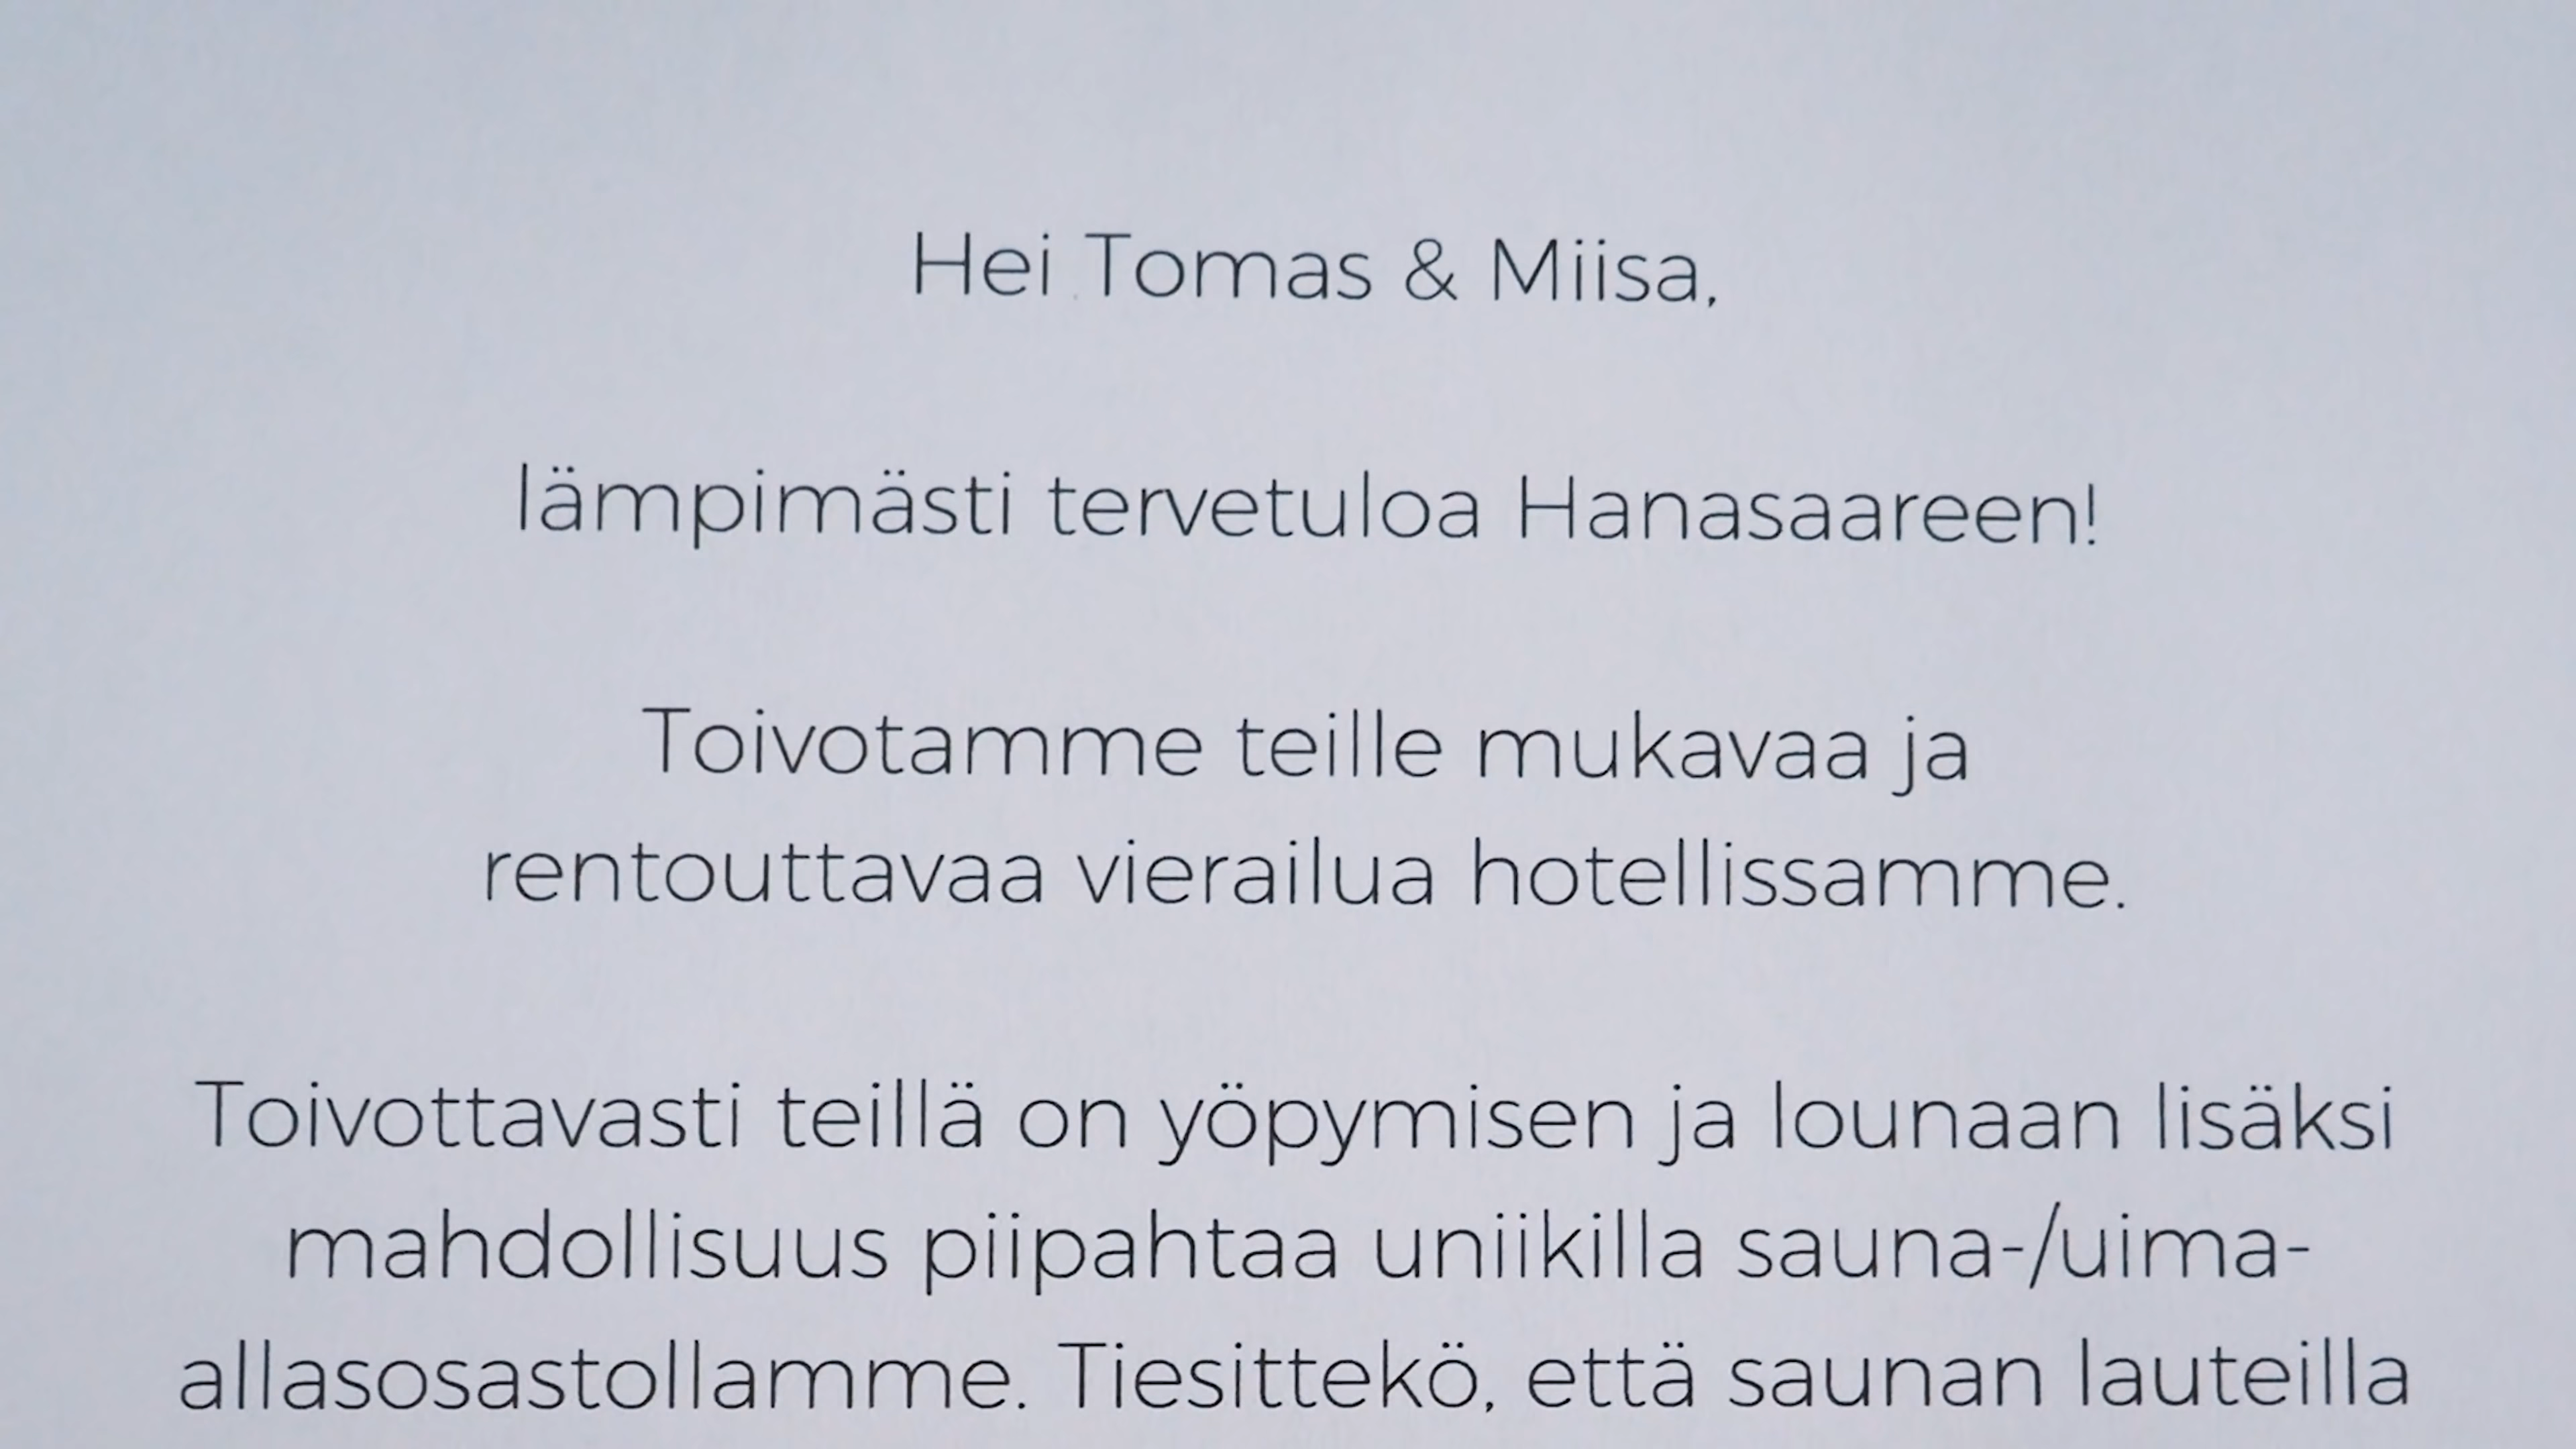 Hei Tomas & Miisa,
lämpimästi tervetuloa Hanasaareen!
Toivotamme teille mukavaa ja
rentouttavaa vierailua hotellissamme.
Toivottavasti teillä on yöpymisen ja lounaan lisäksi
mahdollisuus piipahtaa uniikilla sauna-/uima-
allasosastollamme. Tiesittekö, että saunan lauteilla